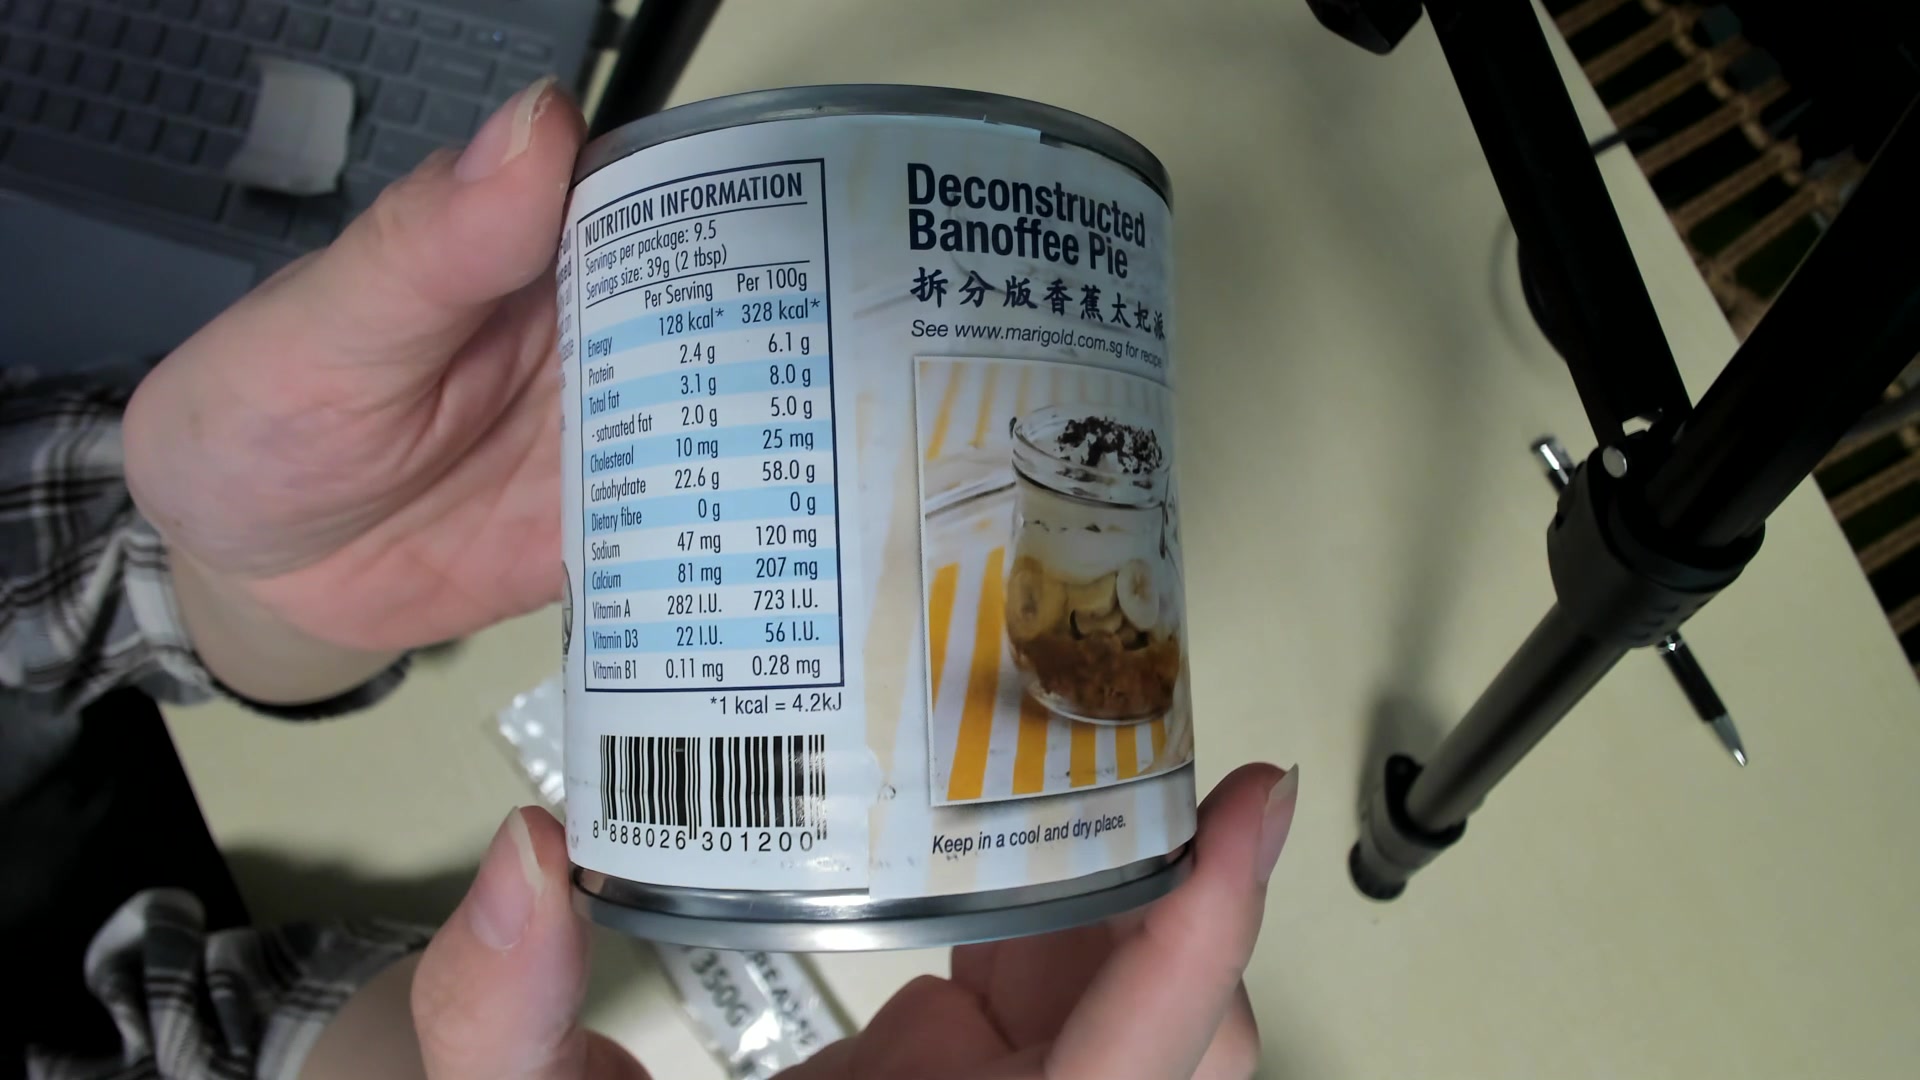 NUTRITION INFORMATION
Servings per package: 9.5
Servings size: 39g (2 tbsp)
Per Serving Per 100g
Energy 128 kcal* 328 kcal*
Protein 2.4 g 6.1 g
Total fat 3.1 g 8.0 g
- saturated fat 2.0 g 5.0 g
Cholesterol 10 mg 25 mg
Carbohydrate 22.6 g 58.0 g
Dietary fibre 0 g 0 g
Sodium 47 mg 120 mg
Calcium 81 mg 207 mg
Vitamin A 282 I.U. 723 I.U.
Vitamin D3 22 I.U. 56 I.U.
Vitamin B1 0.11 mg 0.28 mg
*1 kcal = 4.2kJ
8 888026 301200
Deconstructed
Banoffee Pie
拆分版香蕉太妃派
See www.marigold.com.sg for recipe
Keep in a cool and dry place.
350G